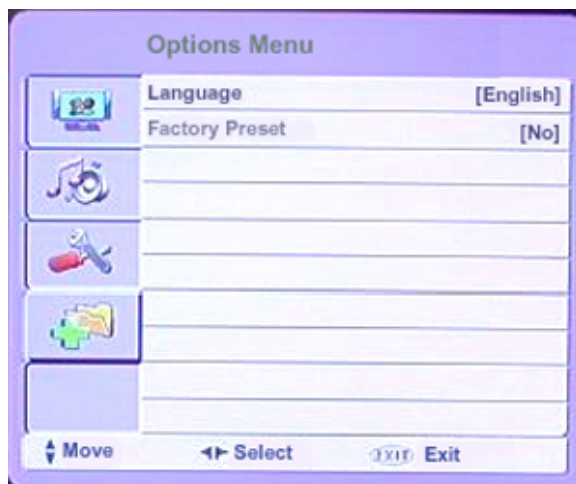 Options Menu
Language [English]
Factory Preset [No]
Move Select EXIT Exit